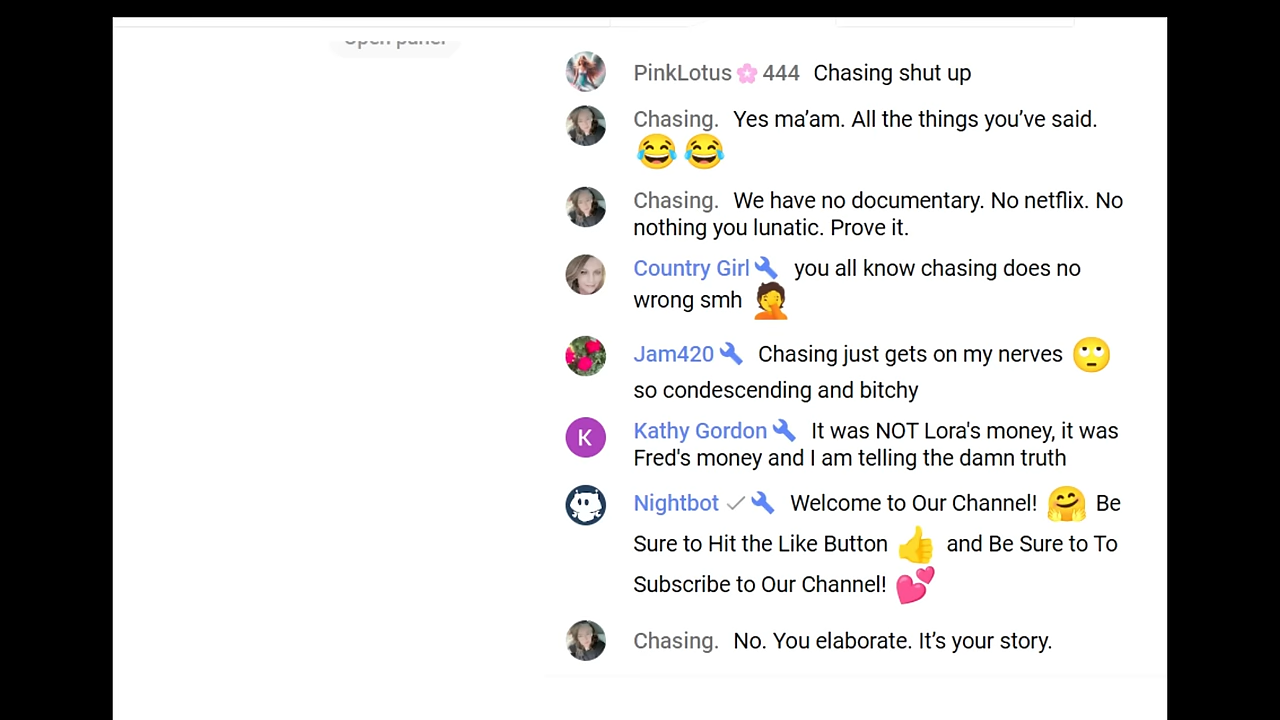 Open panel
PinkLotus🌸444 Chasing shut up
Chasing. Yes ma’am. All the things you’ve said.
😂😂
Chasing. We have no documentary. No netflix. No
nothing you lunatic. Prove it.
Country Girl you all know chasing does no
wrong smh 🤦
Jam420 Chasing just gets on my nerves 🙄
so condescending and bitchy
K
Kathy Gordon It was NOT Lora's money, it was
Fred's money and I am telling the damn truth
Nightbot Welcome to Our Channel! 🤗 Be
Sure to Hit the Like Button 👍 and Be Sure to To
Subscribe to Our Channel! 💕
Chasing. No. You elaborate. It’s your story.